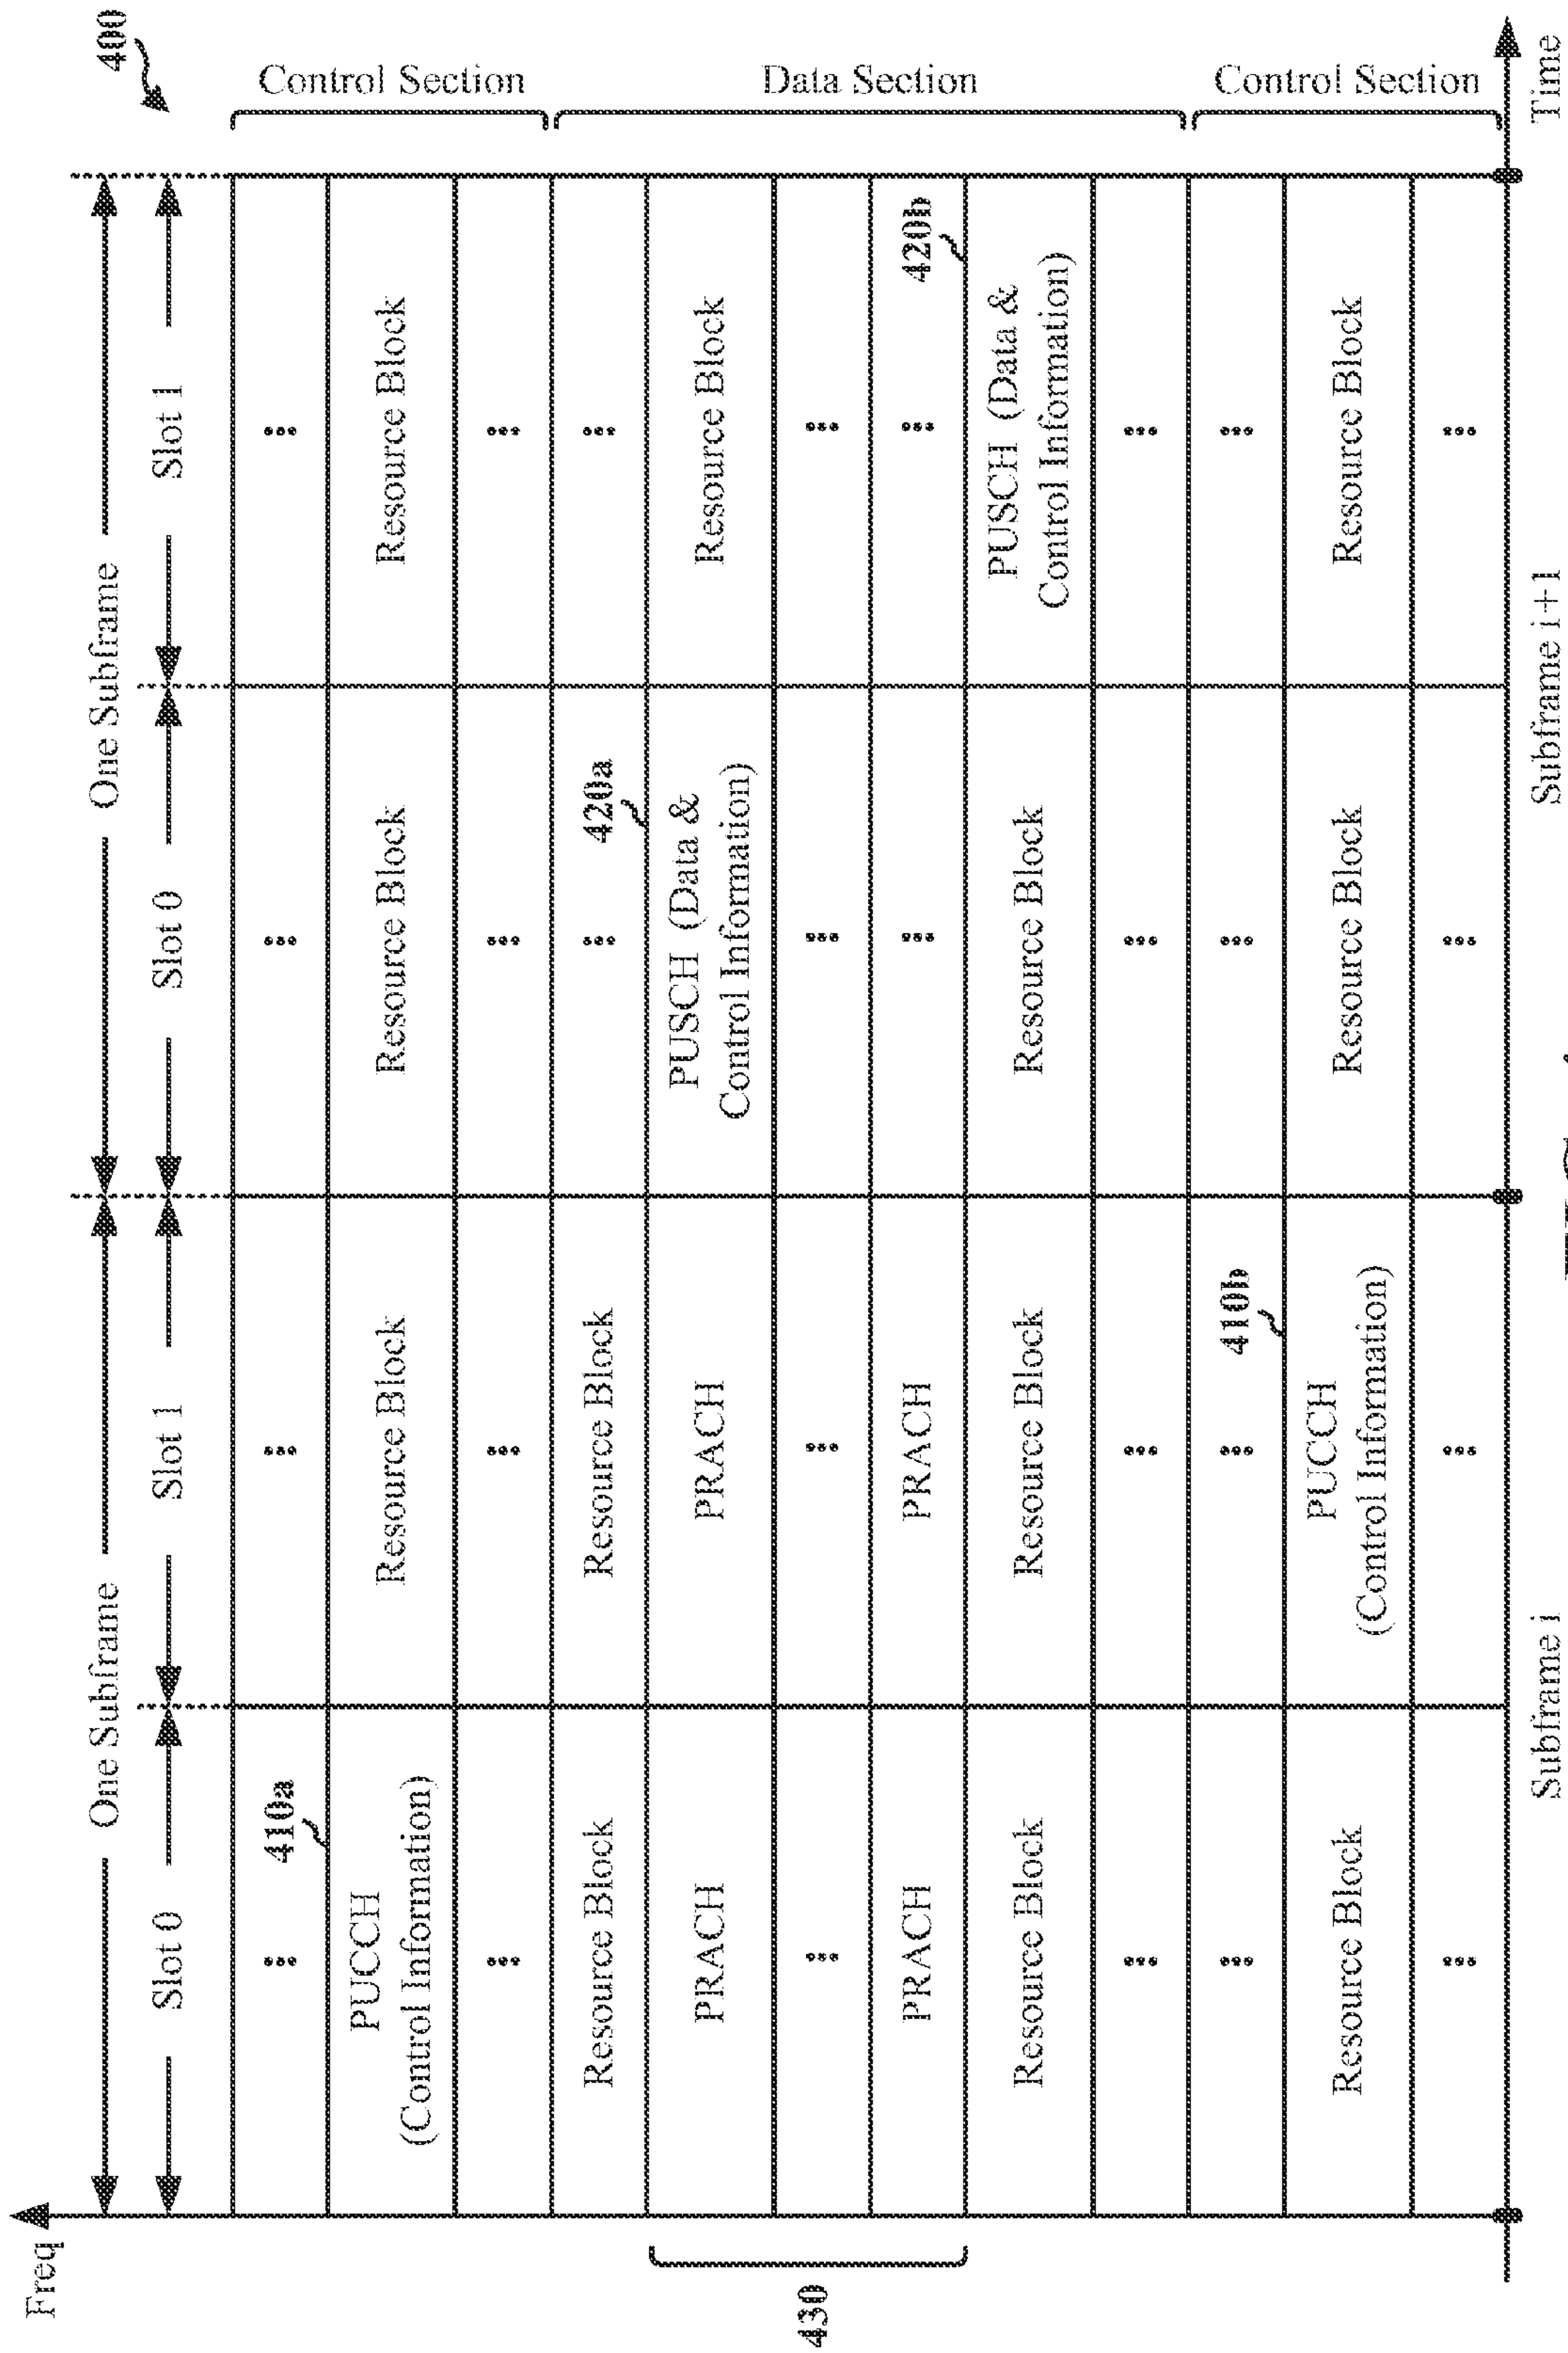 400
Freq
One Subframe
One Subframe
Slot 0
Slot 1
Slot 0
Slot 1
410a
PUCCH
(Control Information)
Resource Block
Resource Block
Resource Block
Control Section
Resource Block
Resource Block
420a
430
PRACH
PRACH
PUSCH (Data &
Control Information)
Resource Block
Data Section
PRACH
PRACH
420b
Resource Block
Resource Block
Resource Block
PUSCH (Data &
Control Information)
410b
Resource Block
PUCCH
(Control Information)
Resource Block
Resource Block
Control Section
Subframe i
Subframe i+1
Time